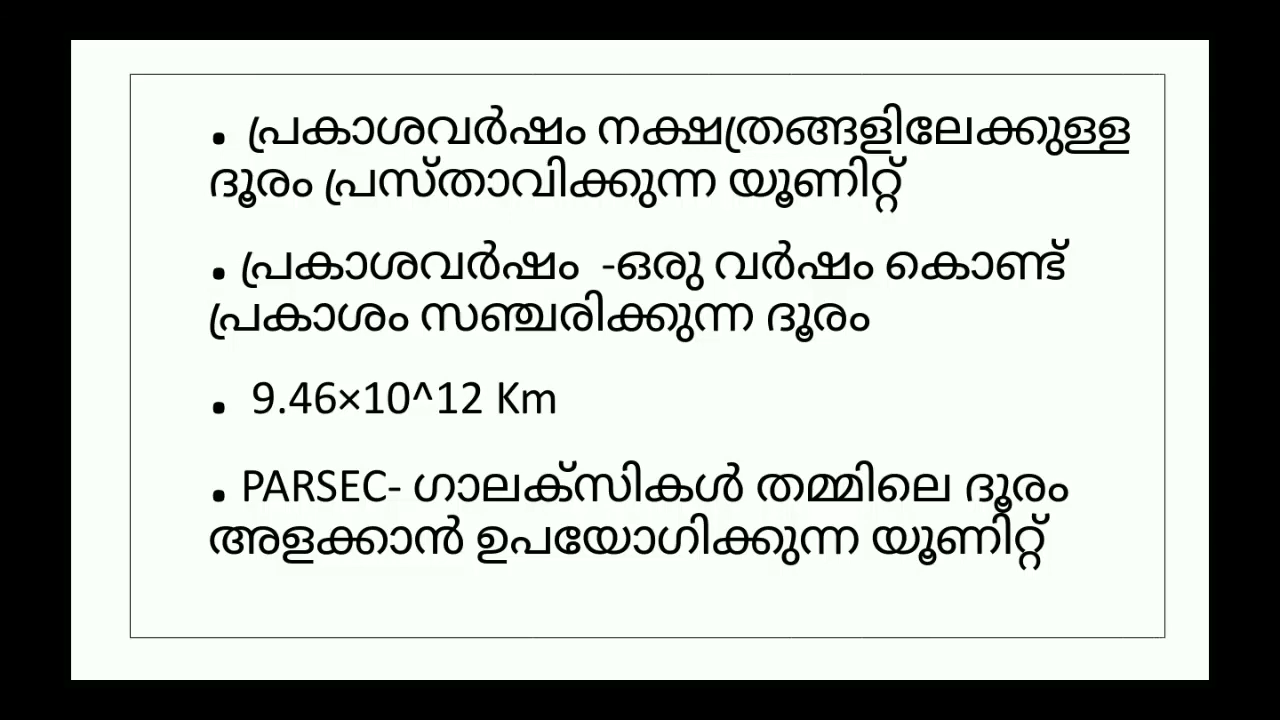 . പ്രകാശവർഷം നക്ഷത്രങ്ങളിലേക്കുള്ള
ദൂരം പ്രസ്താവിക്കുന്ന യൂണിറ്റ്
. പ്രകാശവർഷം -ഒരു വർഷം കൊണ്ട്
പ്രകാശം സഞ്ചരിക്കുന്ന ദൂരം
. 9.46×10^12 Km
. PARSEC- ഗാലക്സികൾ തമ്മിലെ ദൂരം
അളക്കാൻ ഉപയോഗിക്കുന്ന യൂണിറ്റ്